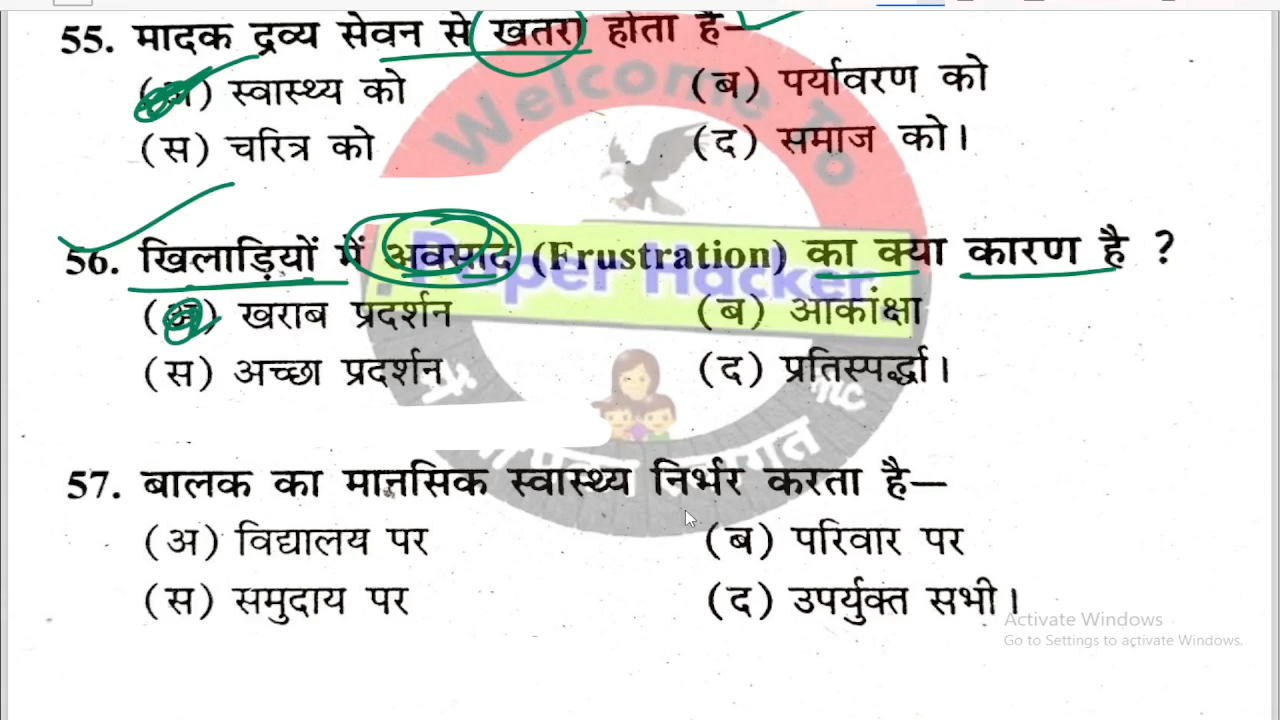 55. मादक द्रव्य सेवन से खतरा होता है—
(अ) स्वास्थ्य को (ब) पर्यावरण को
(स) चरित्र को (द) समाज को।
Welcome To
56. खिलाड़ियों में अवसाद (Frustration) का क्या कारण है ?
Paper Hacker
(अ) खराब प्रदर्शन (ब) आकांक्षा
(स) अच्छा प्रदर्शन (द) प्रतिस्पर्द्धा।
57. बालक का मानसिक स्वास्थ्य निर्भर करता है—
(अ) विद्यालय पर (ब) परिवार पर
(स) समुदाय पर (द) उपर्युक्त सभी।
Activate Windows
Go to Settings to activate Windows.